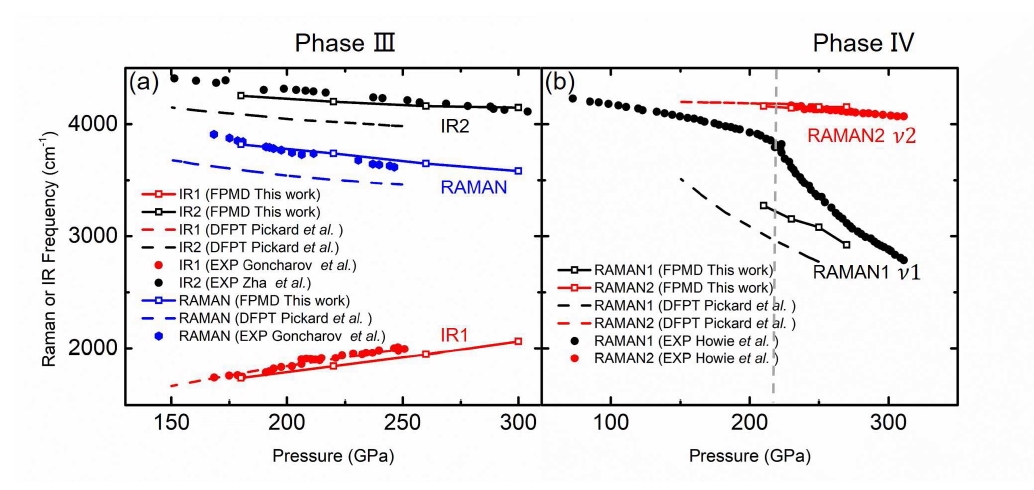 Phase Ⅲ
Phase Ⅳ
(a)
(b)
Raman or IR Frequency (cm⁻¹)
4000
3000
2000
IR2
RAMAN
IR1 (FPMD This work)
IR2 (FPMD This work)
IR1 (DFPT Pickard et al.)
IR2 (DFPT Pickard et al.)
IR1 (EXP Goncharov et al.)
IR2 (EXP Zha et al.)
RAMAN (FPMD This work)
RAMAN (DFPT Pickard et al.)
RAMAN (EXP Goncharov et al.)
IR1
150 200 250 300
Pressure (GPa)
RAMAN2 ν2
RAMAN1 ν1
RAMAN1 (FPMD This work)
RAMAN2 (FPMD This work)
RAMAN1 (DFPT Pickard et al. )
RAMAN2 (DFPT Pickard et al. )
RAMAN1 (EXP Howie et al. )
RAMAN2 (EXP Howie et al. )
100 200 300
Pressure (GPa)